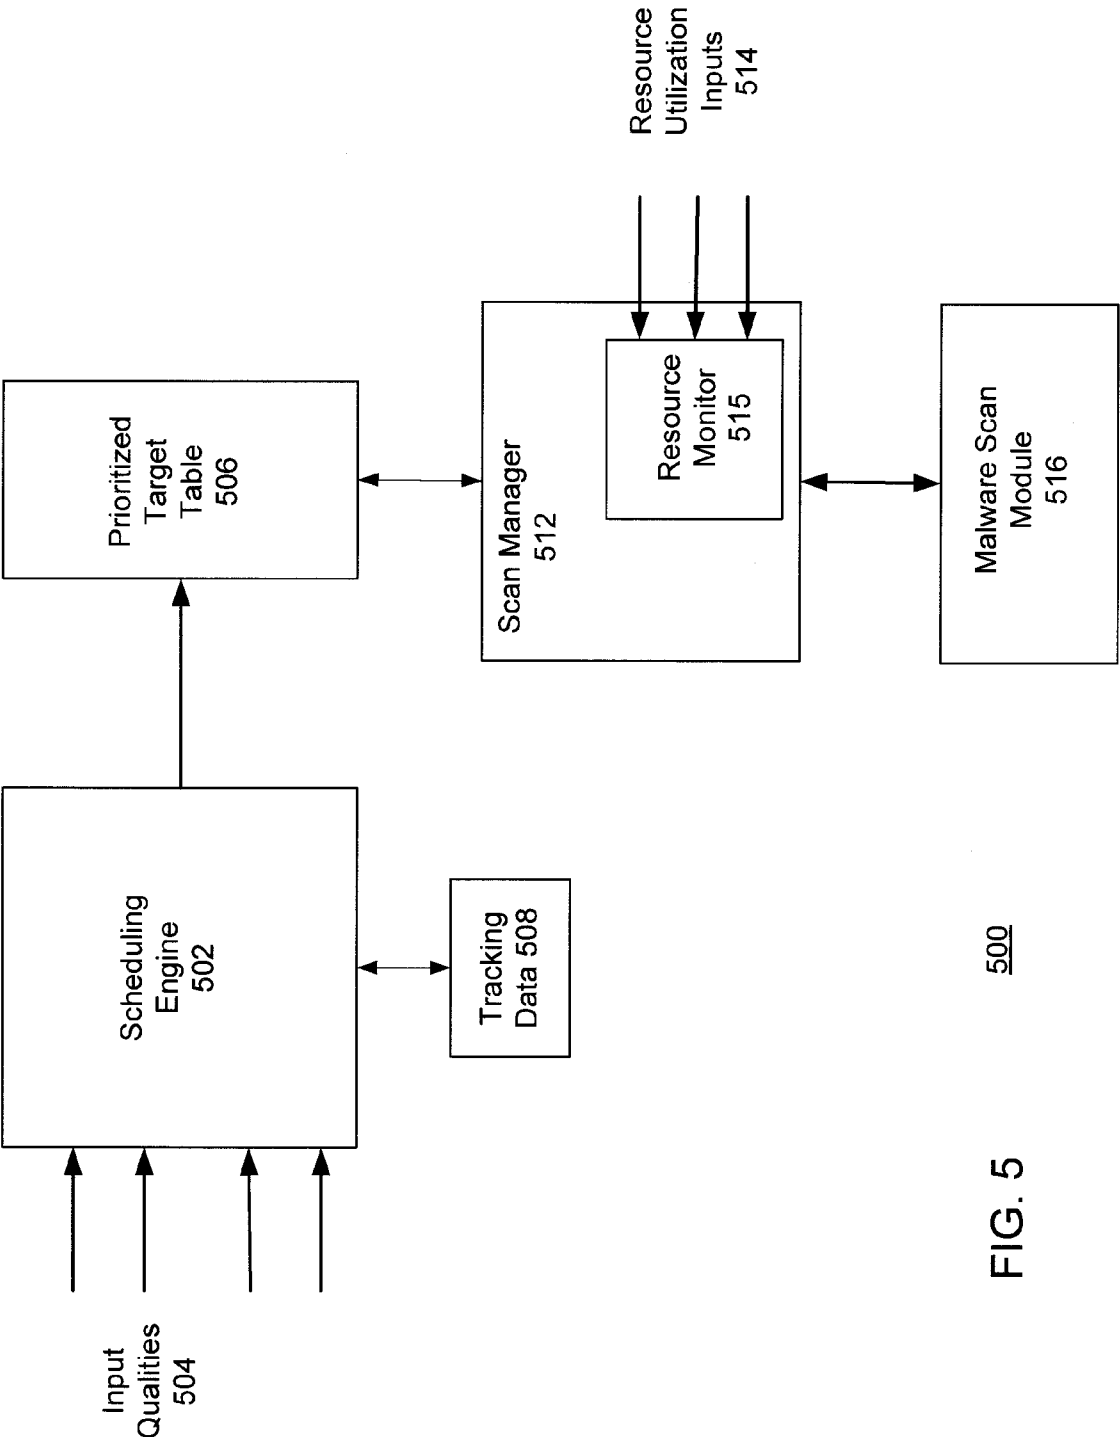 Input
Qualities
504
Scheduling
Engine
502
Tracking
Data 508
Prioritized
Target
Table
506
Scan Manager
512
Resource
Monitor
515
Resource
Utilization
Inputs
514
Malware Scan
Module
516
500
FIG. 5